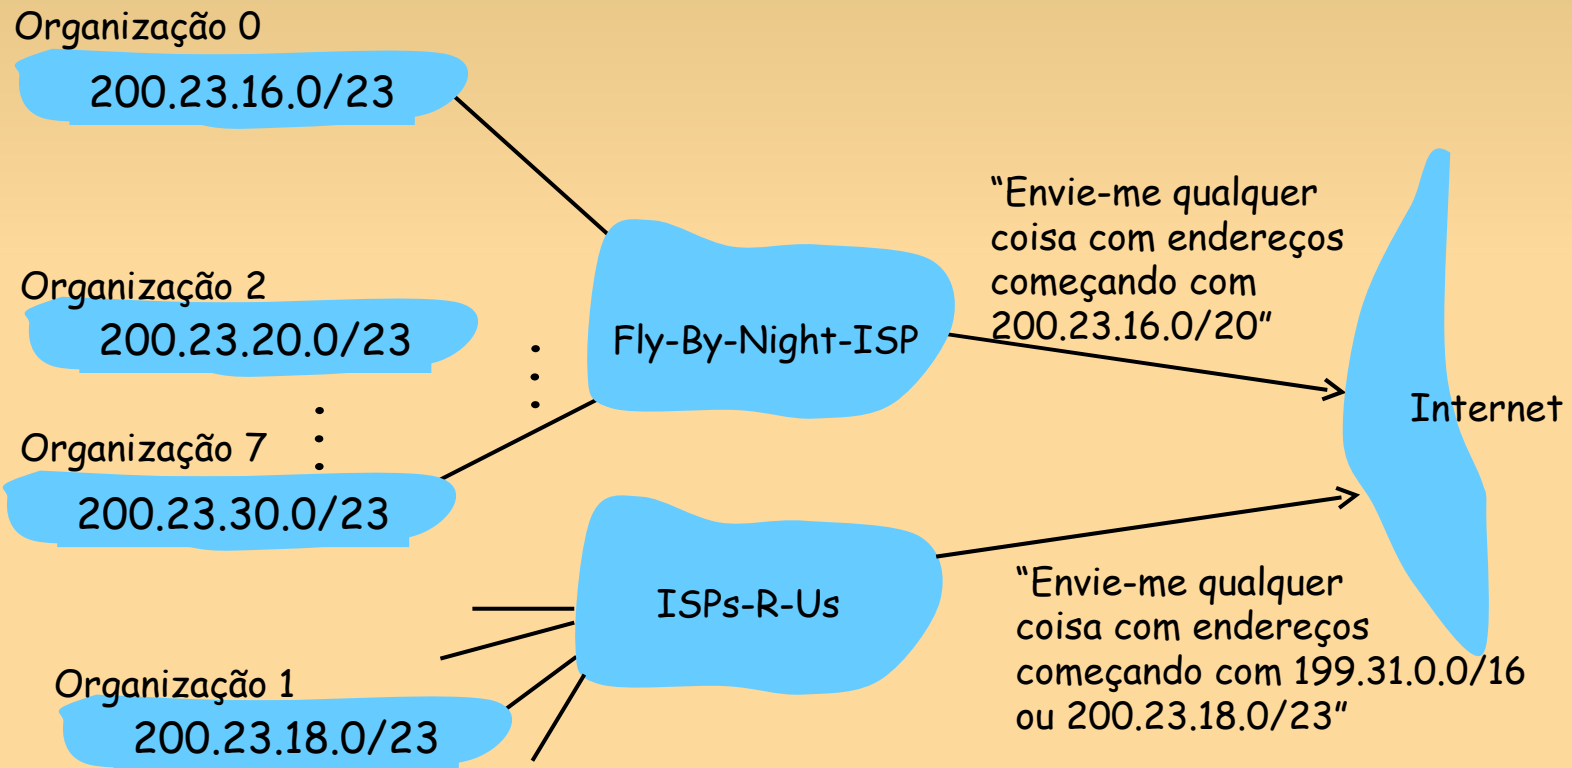 Organização 0
200.23.16.0/23
Organização 2
200.23.20.0/23
Organização 7
200.23.30.0/23
Fly-By-Night-ISP
“Envie-me qualquer
coisa com endereços
começando com
200.23.16.0/20”
Internet
ISPs-R-Us
Organização 1
200.23.18.0/23
“Envie-me qualquer
coisa com endereços
começando com 199.31.0.0/16
ou 200.23.18.0/23”